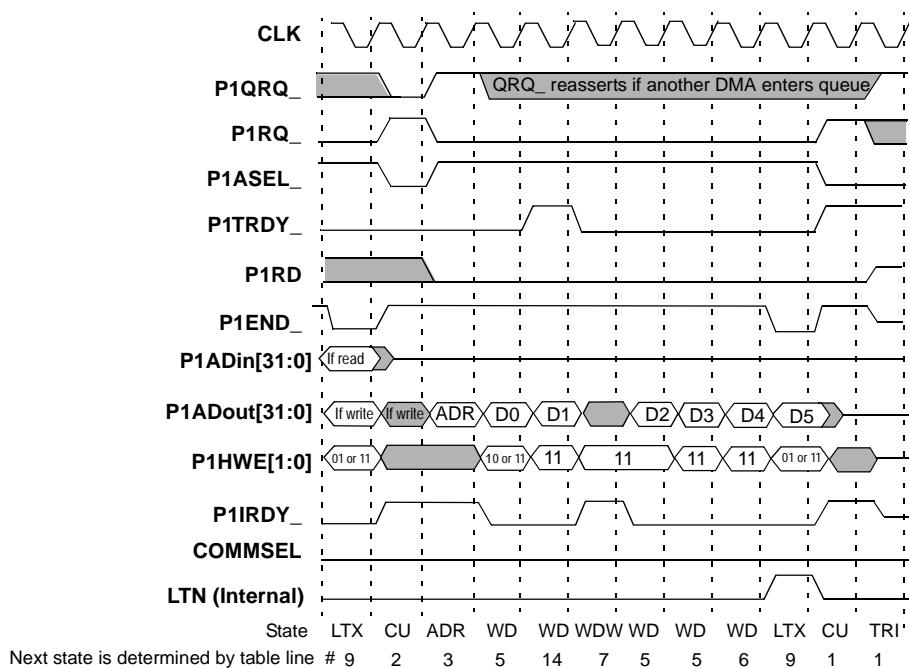 CLK
P1QRQ_ QRQ_ reasserts if another DMA enters queue
P1RQ_
P1ASEL_
P1TRDY_
P1RD
P1END_
P1ADin[31:0] If read
P1ADout[31:0] If write If write ADR D0 D1 D2 D3 D4 D5
P1HWE[1:0] 01 or 11 10 or 11 11 11 11 11 01 or 11
P1IRDY_
COMMSEL
LTN (Internal)
State LTX CU ADR WD WD WDW WD WD WD LTX CU TRI
Next state is determined by table line # 9 2 3 5 14 7 5 5 6 9 1 1